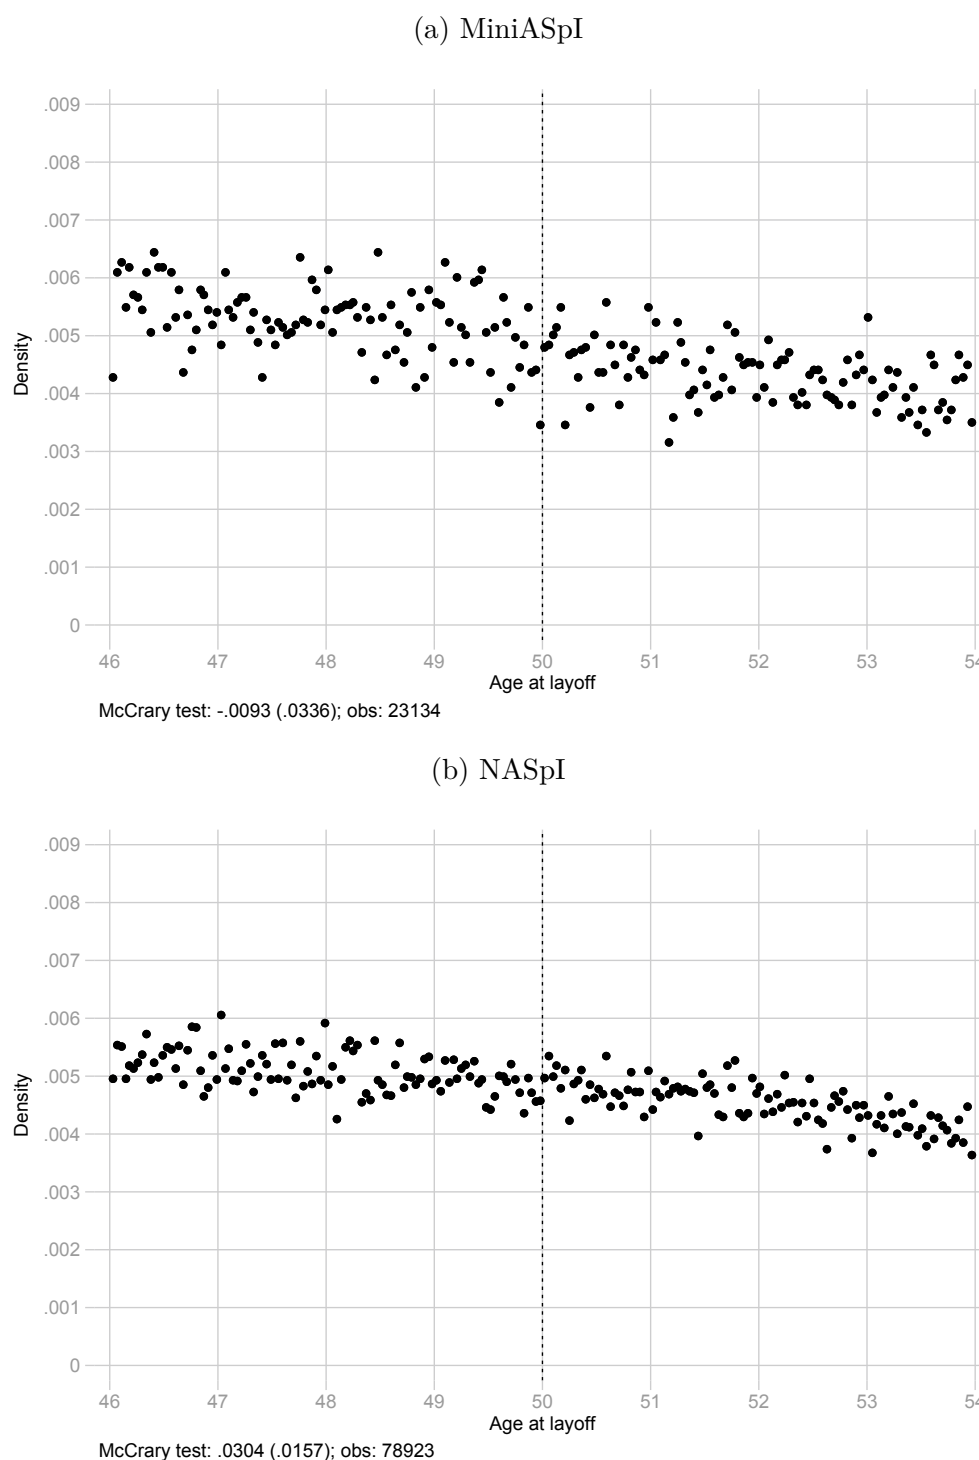 (a) MiniASpI
.009
.008
.007
.006
.005
.004
.003
.002
.001
0
Density
46 47 48 49 50 51 52 53 54
Age at layoff
McCrary test: -.0093 (.0336); obs: 23134
(b) NASpI
.009
.008
.007
.006
.005
.004
.003
.002
.001
0
Density
46 47 48 49 50 51 52 53 54
Age at layoff
McCrary test: .0304 (.0157); obs: 78923